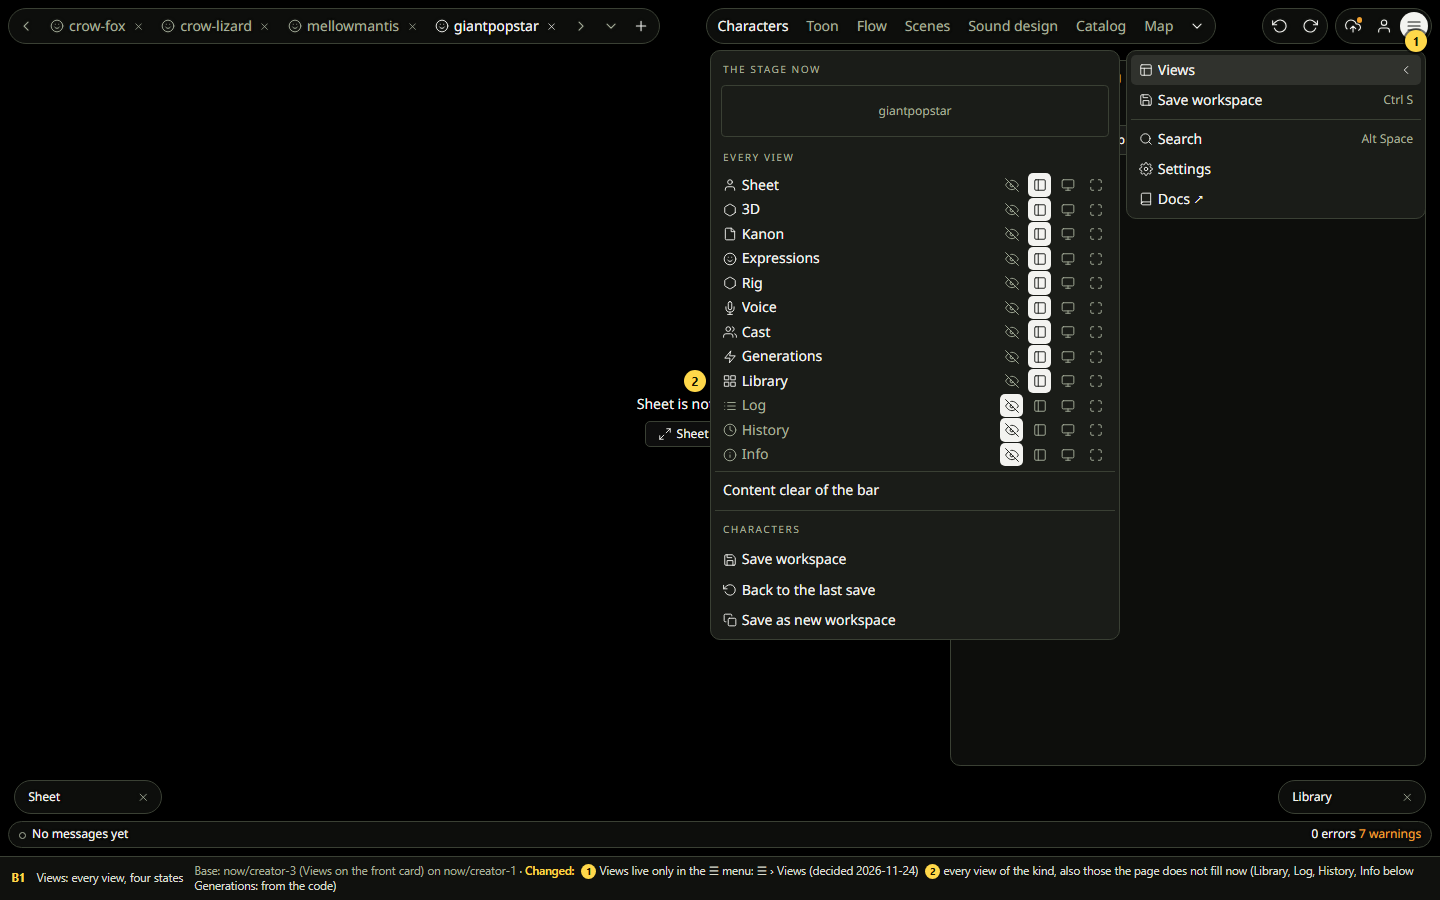 crow-fox crow-lizard mellowmantis giantpopstar
Characters Toon Flow Scenes Sound design Catalog Map
1
THE STAGE NOW
giantpopstar
EVERY VIEW
Sheet
3D
Kanon
Expressions
Rig
Voice
Cast
Generations
Library
Log
History
Info
Content clear of the bar
CHARACTERS
Save workspace
Back to the last save
Save as new workspace
Views
Save workspace Ctrl S
Search Alt Space
Settings
Docs ↗
2
Sheet is no
Sheet
Sheet
Library
No messages yet
0 errors 7 warnings
B1 Views: every view, four states
Base: now/creator-3 (Views on the front card) on now/creator-1 · Changed: 1 Views live only in the ☰ menu: ☰ › Views (decided 2026-11-24) 2 every view of the kind, also those the page does not fill now (Library, Log, History, Info below
Generations: from the code)